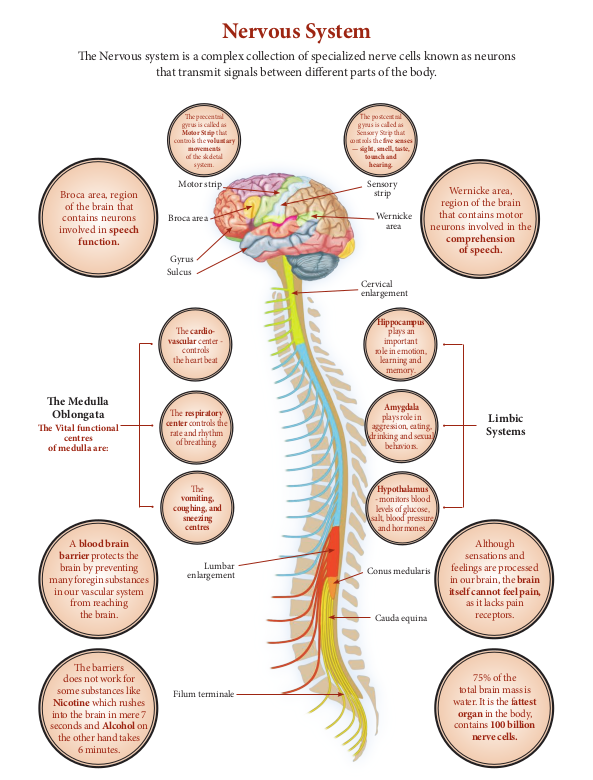 Nervous System
The Nervous system is a complex collection of specialized nerve cells known as neurons
that transmit signals between different parts of the body.
The precentral
gyrus is called as
Motor Strip that
controls the voluntary
movements
of the skeletal
system.
The postcentral
gyrus is called as
Sensory Strip that
controls the five senses
— sight, smell, taste,
tounch and
hearing.
Broca area, region
of the brain that
contains neurons
involved in speech
function.
Motor strip
Broca area
Gyrus
Sulcus
Sensory
strip
Wernicke
area
Wernicke area,
region of the brain
that contains motor
neurons involved in the
comprehension
of speech.
Cervical
enlargement
The Medulla
Oblongata
The Vital functional
centres
of medulla are:
The cardio-
vascular center -
controls
the heart beat
The respiratory
center controls the
rate and rhythm
of breathing.
The
vomiting,
coughing, and
sneezing
centres
Hippocampus
plays an
important
role in emotion,
learning and
memory.
Amygdala
plays role in
aggression, eating,
drinking and sexual
behaviors.
Hypothalamus
- monitors blood
levels of glucose,
salt, blood pressure
and hormones.
Limbic
Systems
A blood brain
barrier protects the
brain by preventing
many foregin substances
in our vascular system
from reaching
the brain.
Lumbar
enlargement
Conus medularis
Cauda equina
Filum terminale
Although
sensations and
feelings are processed
in our brain, the brain
itself cannot feel pain,
as it lacks pain
receptors.
The barriers
does not work for
some substances like
Nicotine which rushes
into the brain in mere 7
seconds and Alcohol on
the other hand takes
6 minutes.
75% of the
total brain mass is
water. It is the fattest
organ in the body,
contains 100 billion
nerve cells.